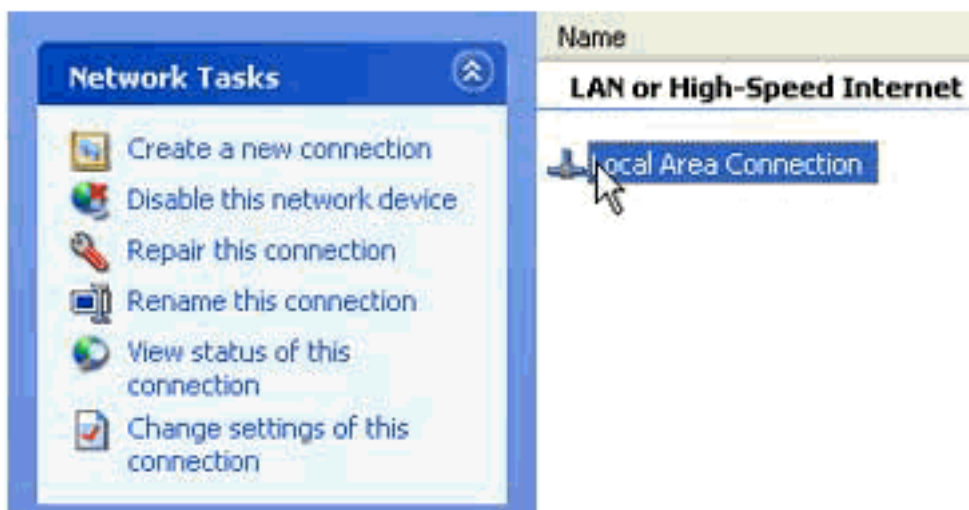 Network Tasks
Create a new connection
Disable this network device
Repair this connection
Rename this connection
View status of this
connection
Change settings of this
connection
Name
LAN or High-Speed Internet
Local Area Connection